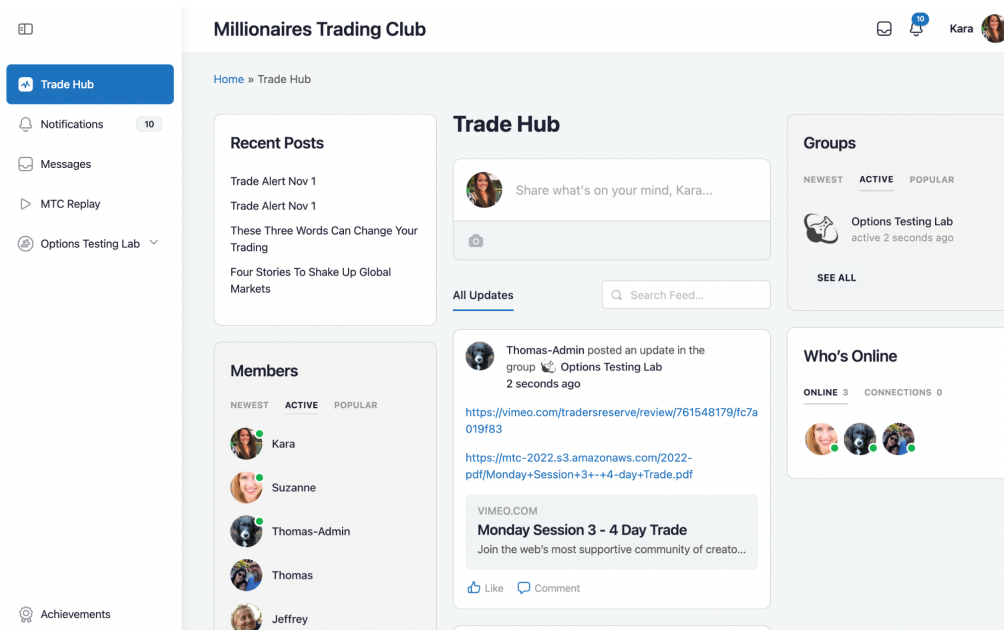 Millionaires Trading Club
10
Kara
Trade Hub
Notifications
10
Messages
MTC Replay
Options Testing Lab
Achievements
Home » Trade Hub
Recent Posts
Trade Alert Nov 1
Trade Alert Nov 1
These Three Words Can Change Your
Trading
Four Stories To Shake Up Global
Markets
Members
NEWEST ACTIVE POPULAR
Kara
Suzanne
Thomas-Admin
Thomas
Jeffrey
Trade Hub
Share what's on your mind, Kara...
All Updates
Search Feed...
Thomas-Admin posted an update in the
group Options Testing Lab
2 seconds ago
https://vimeo.com/tradersreserve/review/761548179/fc7a
019f83
https://mtc-2022.s3.amazonaws.com/2022-
pdf/Monday+Session+3+-+4-day+Trade.pdf
VIMEO.COM
Monday Session 3 - 4 Day Trade
Join the web's most supportive community of creato...
Like Comment
Groups
NEWEST ACTIVE POPULAR
Options Testing Lab
active 2 seconds ago
SEE ALL
Who's Online
ONLINE 3 CONNECTIONS 0